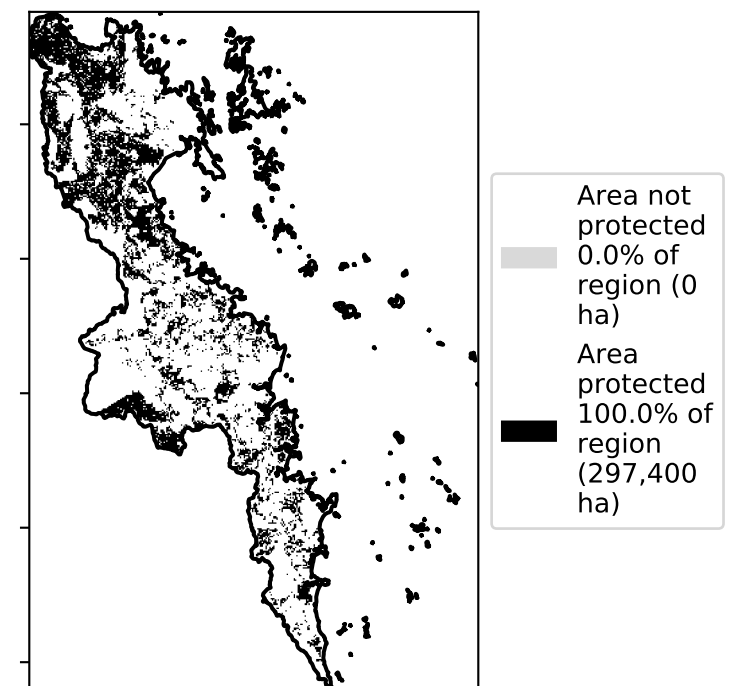 Area not
protected
0.0% of
region (0
ha)
Area
protected
100.0% of
region
(297,400
ha)